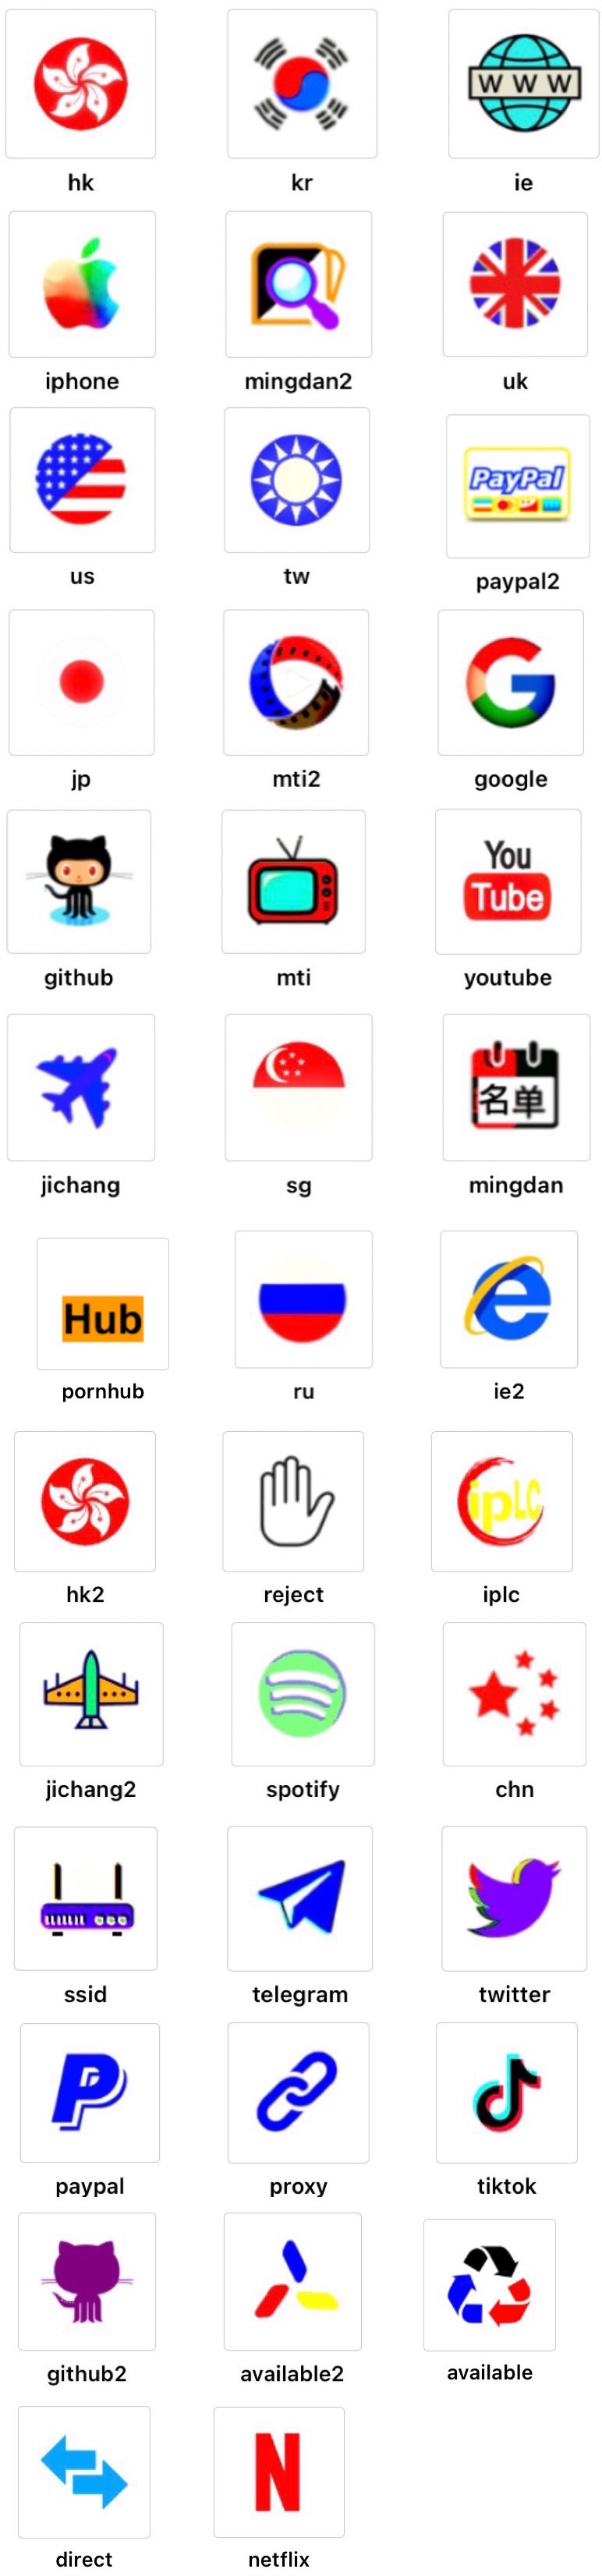 W W W
hk kr ie
iphone mingdan2 uk
PayPal
us tw paypal2
jp mti2 google
You
Tube
github mti youtube
名单
jichang sg mingdan
Hub
pornhub ru ie2
ipLC
hk2 reject iplc
jichang2 spotify chn
ssid telegram twitter
paypal proxy tiktok
github2 available2 available
N
direct netflix